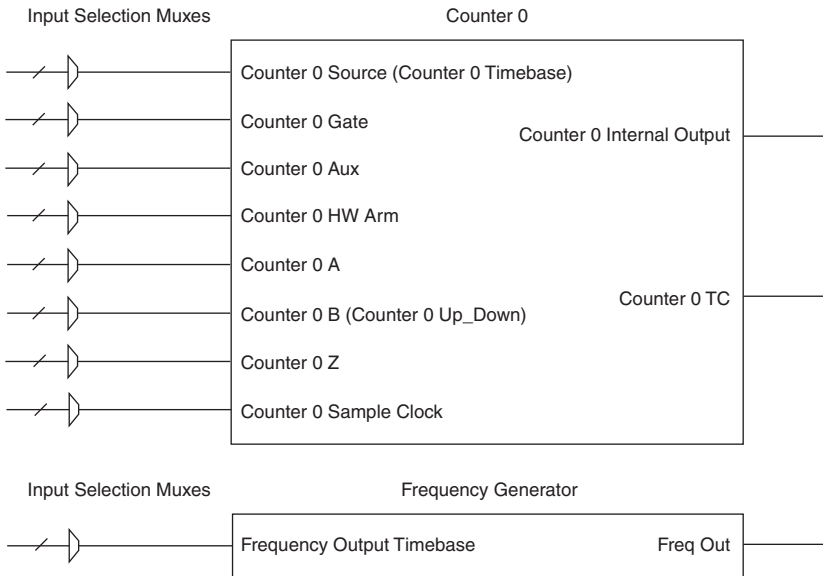 Input Selection Muxes
Counter 0
Counter 0 Source (Counter 0 Timebase)
Counter 0 Gate
Counter 0 Internal Output
Counter 0 Aux
Counter 0 HW Arm
Counter 0 A
Counter 0 TC
Counter 0 B (Counter 0 Up_Down)
Counter 0 Z
Counter 0 Sample Clock
Input Selection Muxes
Frequency Generator
Frequency Output Timebase
Freq Out